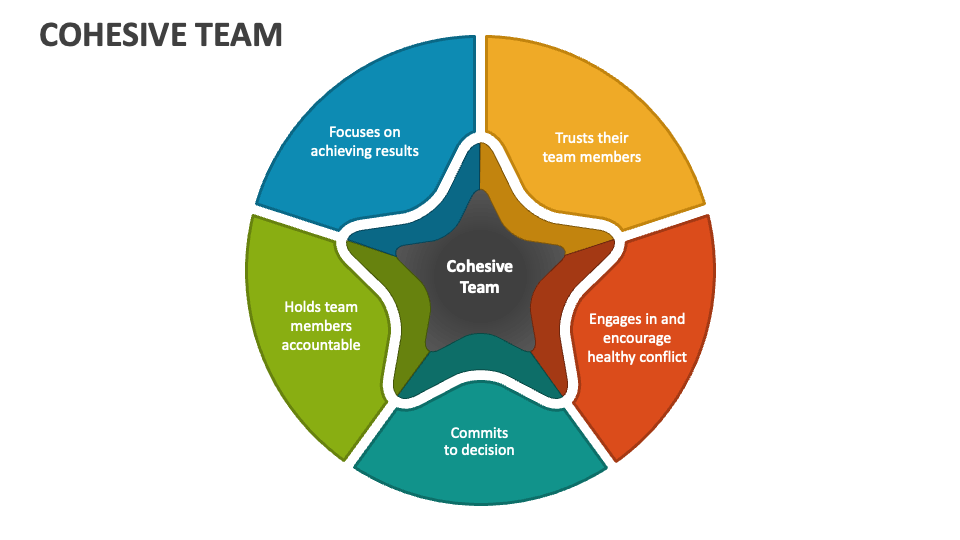 COHESIVE TEAM
Focuses on
achieving results
Trusts their
team members
Cohesive
Team
Holds team
members
accountable
Engages in and
encourage
healthy conflict
Commits
to decision